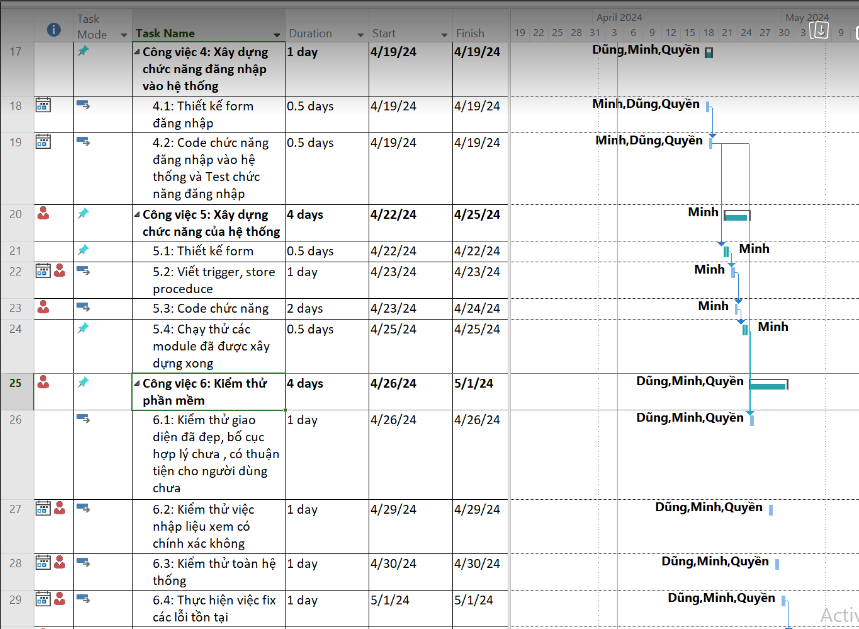 Task
Mode
Task Name
Duration
Start
Finish
April 2024
May 2024
19 22 25 28 31 3 6 9 12 15 18 21 24 27 30 3 9
17 Công việc 4: Xây dựng 1 day 4/19/24 4/19/24 Dũng,Minh,Quyền
chức năng đăng nhập
vào hệ thống
18 4.1: Thiết kế form 0.5 days 4/19/24 4/19/24 Minh,Dũng,Quyền
đăng nhập
19 4.2: Code chức năng 0.5 days 4/19/24 4/19/24 Minh,Dũng,Quyền
đăng nhập vào hệ
thống và Test chức
năng đăng nhập
20 Công việc 5: Xây dựng 4 days 4/22/24 4/25/24 Minh
chức năng của hệ thống
21 5.1: Thiết kế form 0.5 days 4/22/24 4/22/24 Minh
22 5.2: Viết trigger, store 1 day 4/23/24 4/23/24 Minh
proceduce
23 5.3: Code chức năng 2 days 4/23/24 4/24/24 Minh
24 5.4: Chạy thử các 0.5 days 4/25/24 4/25/24 Minh
module đã được xây
dựng xong
25 Công việc 6: Kiểm thử 4 days 4/26/24 5/1/24 Dũng,Minh,Quyền
phần mềm
26 6.1: Kiểm thử giao 1 day 4/26/24 4/26/24 Dũng,Minh,Quyền
diện đã đẹp, bố cục
hợp lý chưa , có thuận
tiện cho người dùng
chưa
27 6.2: Kiểm thử việc 1 day 4/29/24 4/29/24 Dũng,Minh,Quyền
nhập liệu xem có
chính xác không
28 6.3: Kiểm thử toàn hệ 1 day 4/30/24 4/30/24 Dũng,Minh,Quyền
thống
29 6.4: Thực hiện việc fix 1 day 5/1/24 5/1/24 Dũng,Minh,Quyền
các lỗi tồn tại
Activ